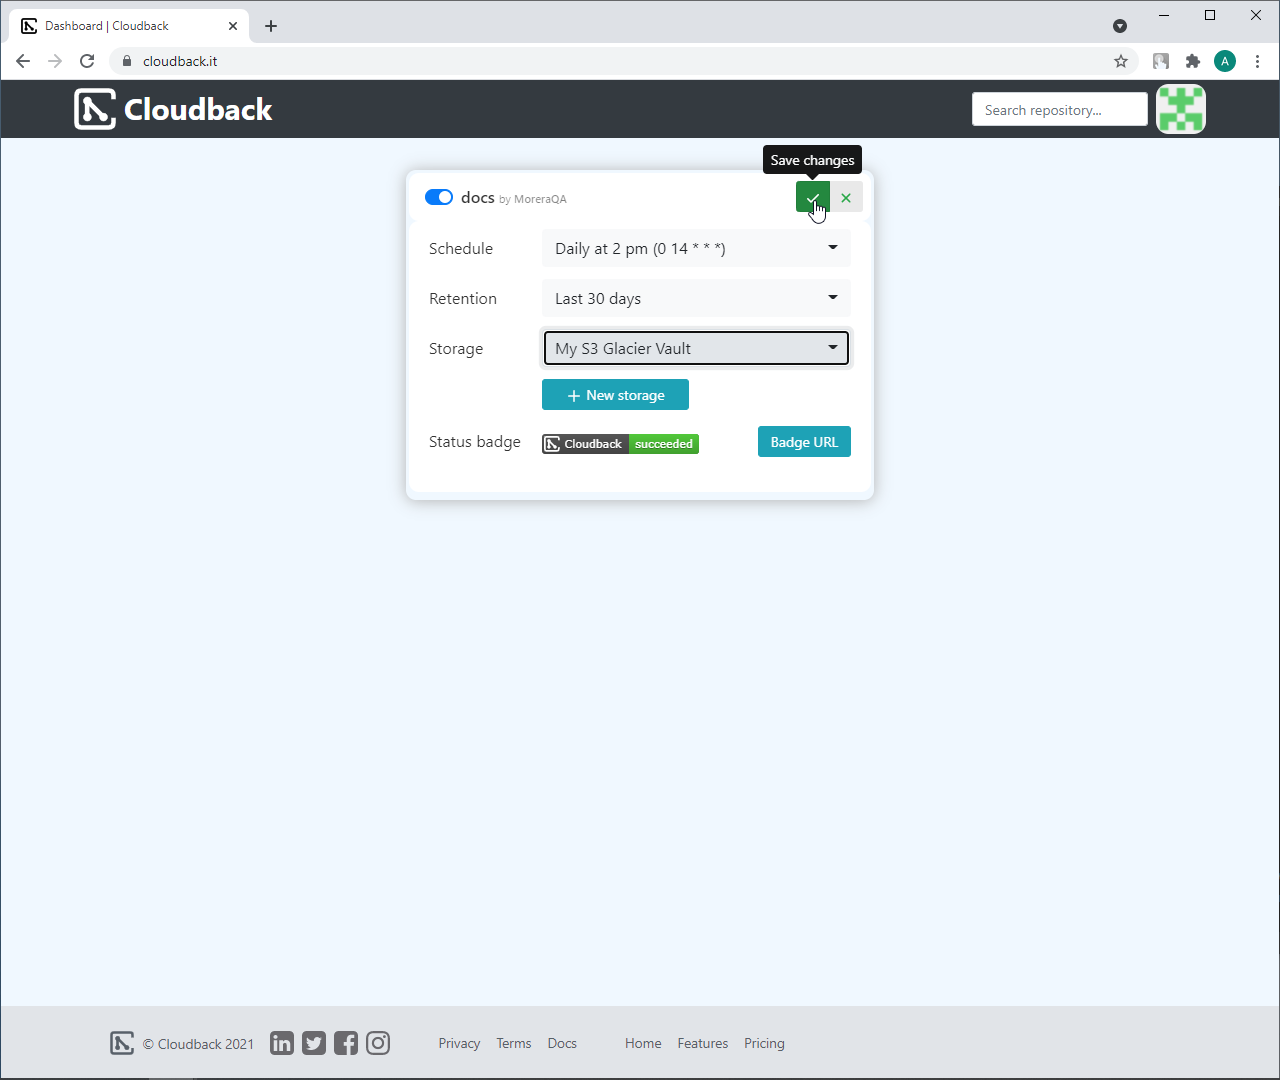 Dashboard | Cloudback
cloudback.it
A
Cloudback
Search repository...
Save changes
docs by MoreraQA
Schedule
Daily at 2 pm (0 14 * * *)
Retention
Last 30 days
Storage
My S3 Glacier Vault
+ New storage
Status badge
Cloudback succeeded
Badge URL
© Cloudback 2021
Privacy
Terms
Docs
Home
Features
Pricing